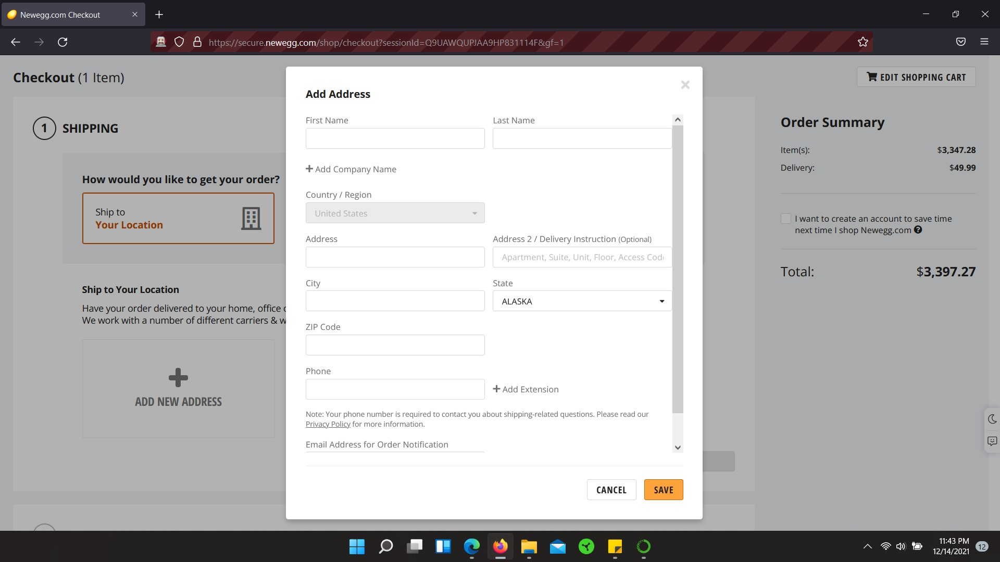 Newegg.com Checkout
https://secure.newegg.com/shop/checkout?sessionId=Q9UAWQUPJAA9HP831114F&gf=1
Checkout (1 Item)
EDIT SHOPPING CART
1 SHIPPING
How would you like to get your order?
Ship to
Your Location
Ship to Your Location
Have your order delivered to your home, office
We work with a number of different carriers & w
ADD NEW ADDRESS
Add Address
First Name
Last Name
Add Company Name
Country / Region
United States
Address
Address 2 / Delivery Instruction (Optional)
Apartment, Suite, Unit, Floor, Access Cod
City
State
ALASKA
ZIP Code
Phone
Add Extension
Note: Your phone number is required to contact you about shipping-related questions. Please read our
Privacy Policy for more information.
Email Address for Order Notification
CANCEL
SAVE
Order Summary
Item(s): $3,347.28
Delivery: $49.99
I want to create an account to save time
next time I shop Newegg.com
Total: $3,397.27
11:43 PM
12/14/2021
12